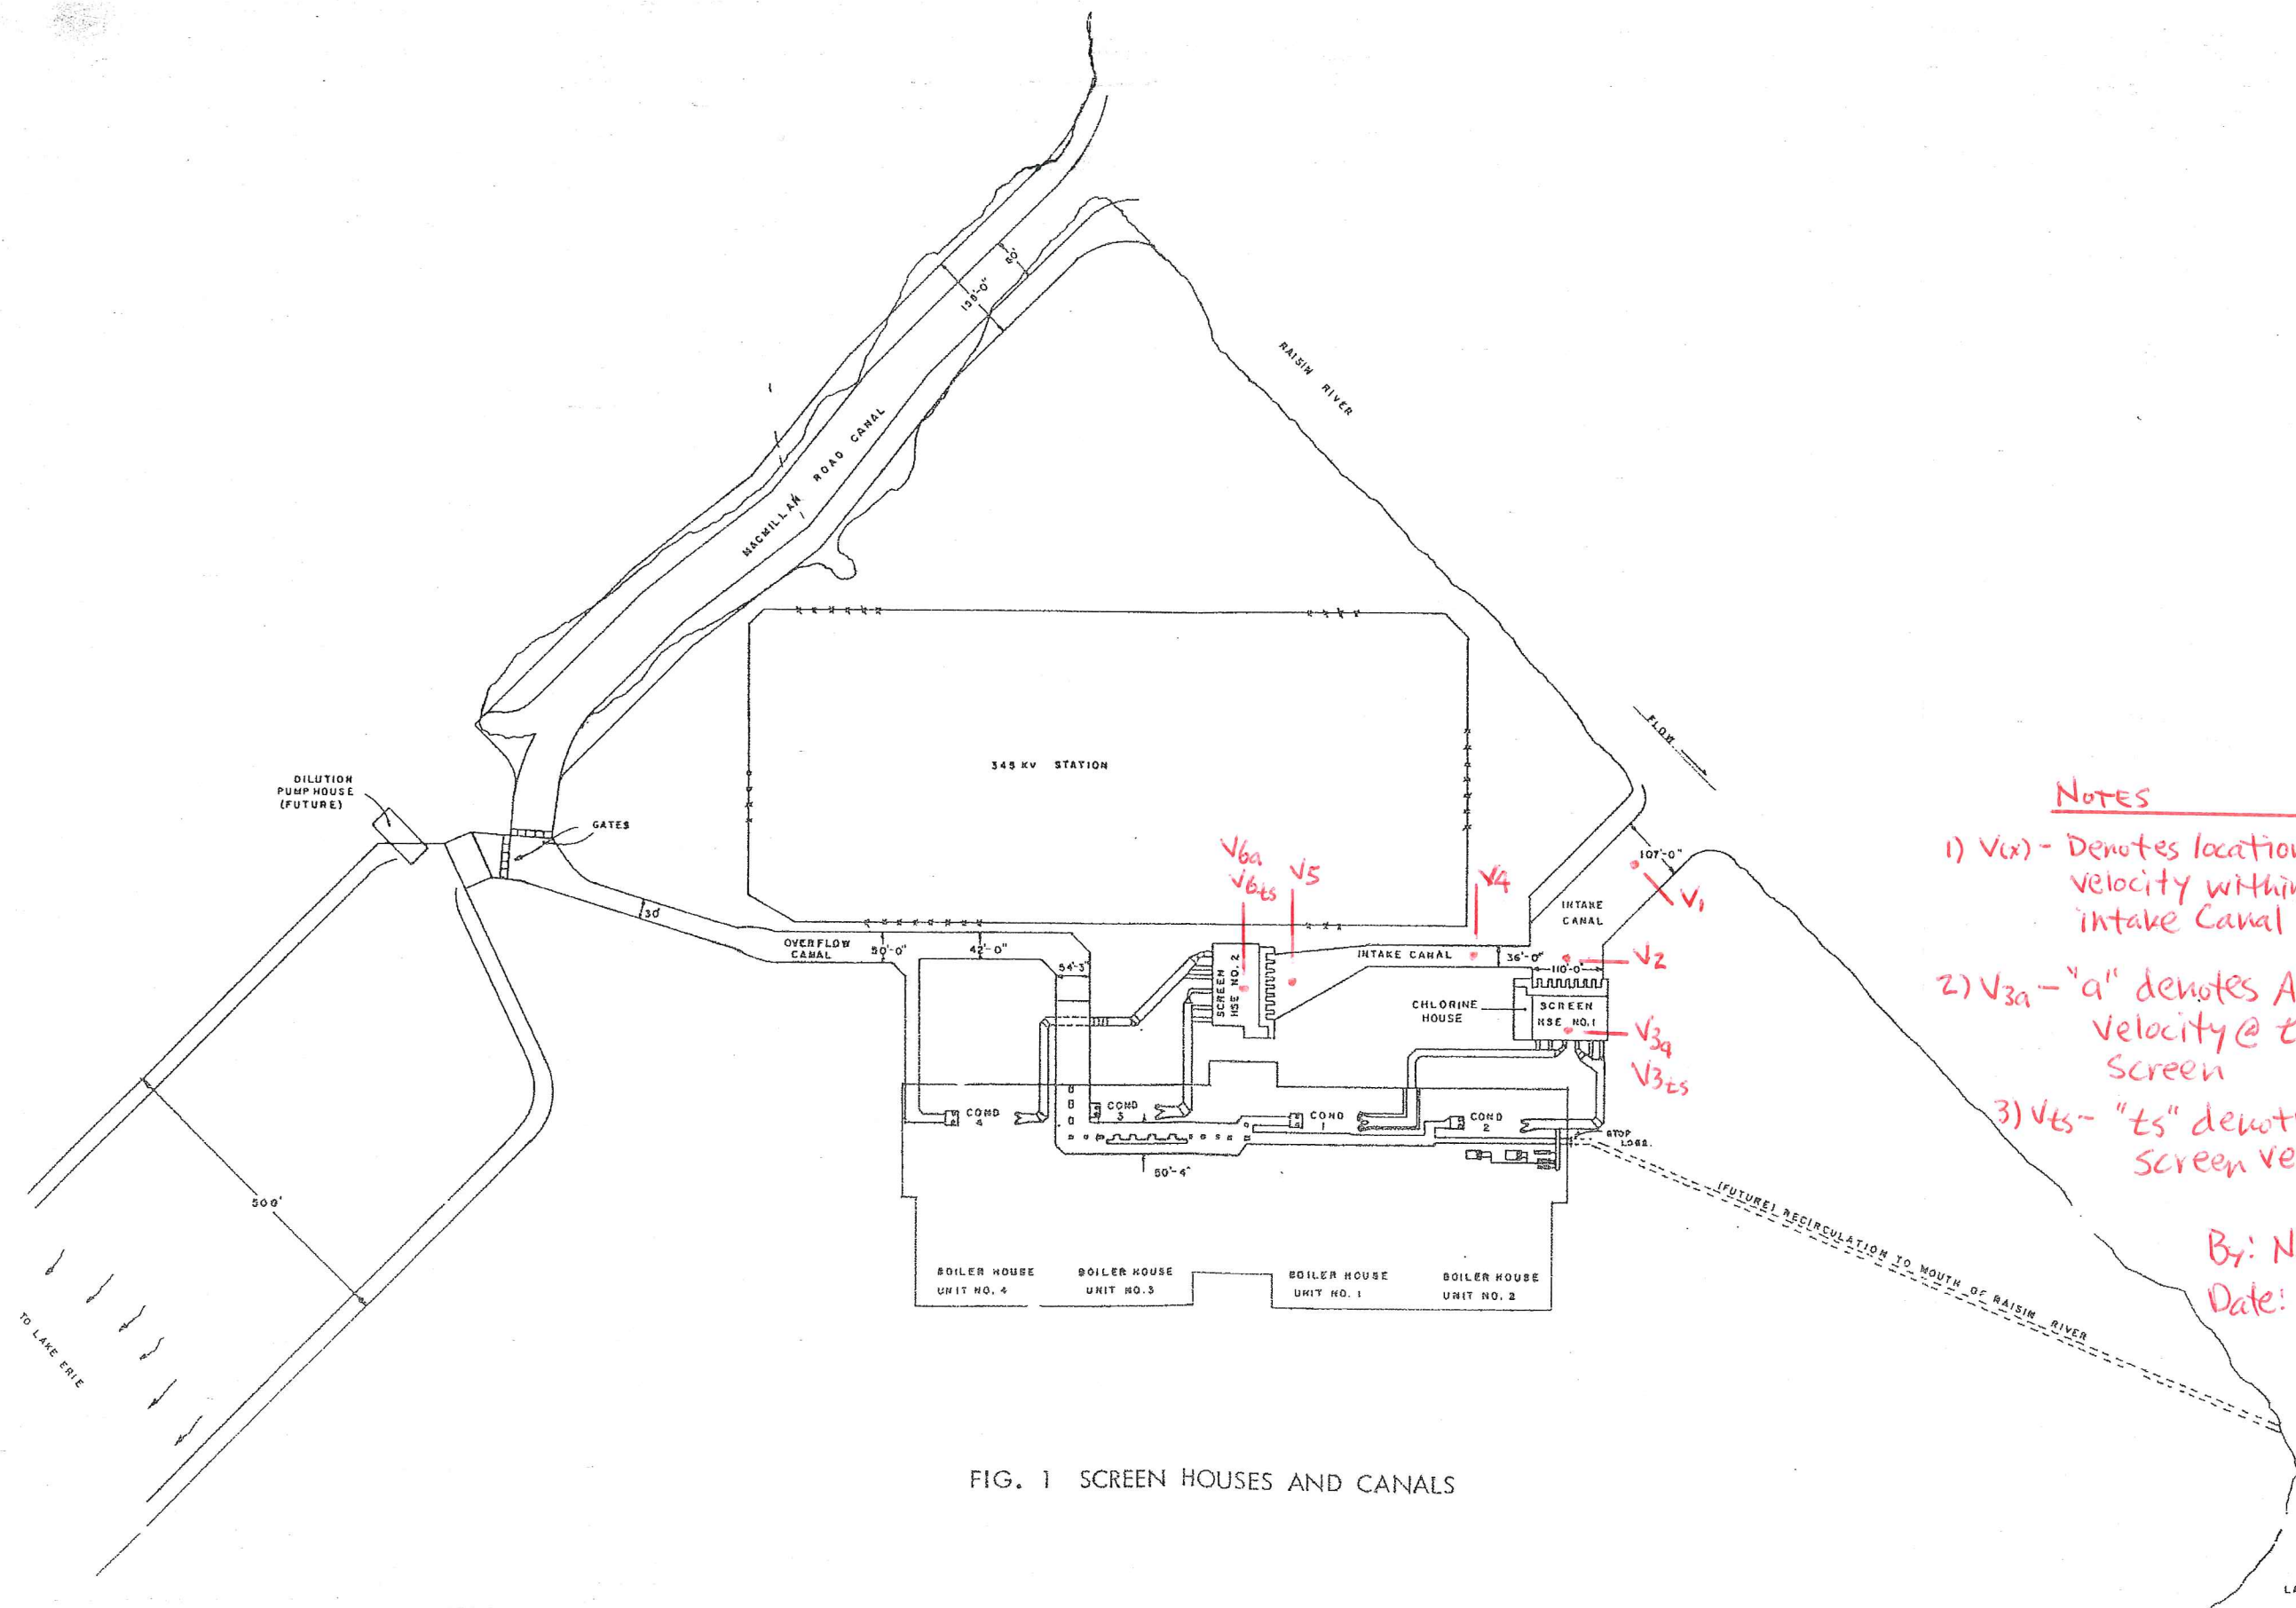 80'
RAISIN RIVER
MACMILLAN ROAD CANAL
345 KV STATION
FLOW
DILUTION
PUMP HOUSE
(FUTURE)
GATES
NOTES
1) V(x) - Denotes location
velocity within
intake Canal
2) V3a - "a" denotes A
velocity @ t
screen
3) Vts - "ts" denot
screen ve
By: N
Date:
107'-0"
V1
V6a
V6ts
V5
V4
INTAKE
CANAL
V2
30'
OVERFLOW
CANAL
50'-0"
42'-0"
54'-3"
SCREEN
HSE NO. 2
INTAKE CANAL
36'-0"
110'-0"
CHLORINE
HOUSE
SCREEN
HSE NO. 1
V3a
V3ts
COND
4
COND
3
COND
1
COND
2
STOP
LOGS.
50'-4"
500'
TO LAKE ERIE
(FUTURE) RECIRCULATION TO MOUTH OF RAISIN RIVER
BOILER HOUSE
UNIT NO. 4
BOILER HOUSE
UNIT NO. 3
BOILER HOUSE
UNIT NO. 1
BOILER HOUSE
UNIT NO. 2
FIG. 1 SCREEN HOUSES AND CANALS